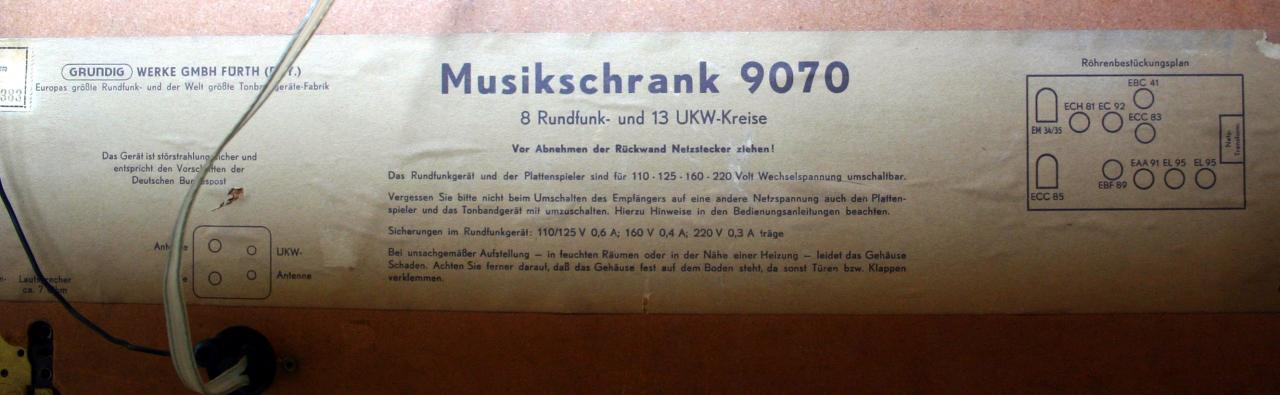 383
GRUNDIG WERKE GMBH FÜRTH
Europas größte Rundfunk- und der Welt größte -Fabrik
Das Gerät ist und
entspricht den der
Deutschen
UKW-
Antenne
Musikschrank 9070
8 Rundfunk- und 13 UKW-Kreise
Vor Abnehmen der Rückwand Netzstecker ziehen!
Das Rundfunkgerät und der Plattenspieler sind für 110 - 125 - 160 - 220 Volt Wechselspannung umschaltbar.
Vergessen Sie bitte nicht beim Umschalten des Empfängers auf eine andere Netzspannung auch den Platten-
spieler und das Tonbandgerät mit umzuschalten. Hierzu Hinweise in den Bedienungsanleitungen beachten.
Sicherungen im Rundfunkgerät: 110/125 V 0,6 A; 160 V 0,4 A; 220 V 0,3 A träge
Bei unsachgemäßer Aufstellung — in feuchten Räumen oder in der Nähe einer Heizung — leidet das Gehäuse
Schaden. Achten Sie ferner darauf, daß das Gehäuse fest auf dem Boden steht, da sonst Türen bzw. Klappen
verklemmen.
Röhrenbestückungsplan
EBC 41
ECH 81 EC 92
ECC 83
EM 34/35
Netz-
Transform.
EAA 91 EL 95 EL 95
EBF 89
ECC 85